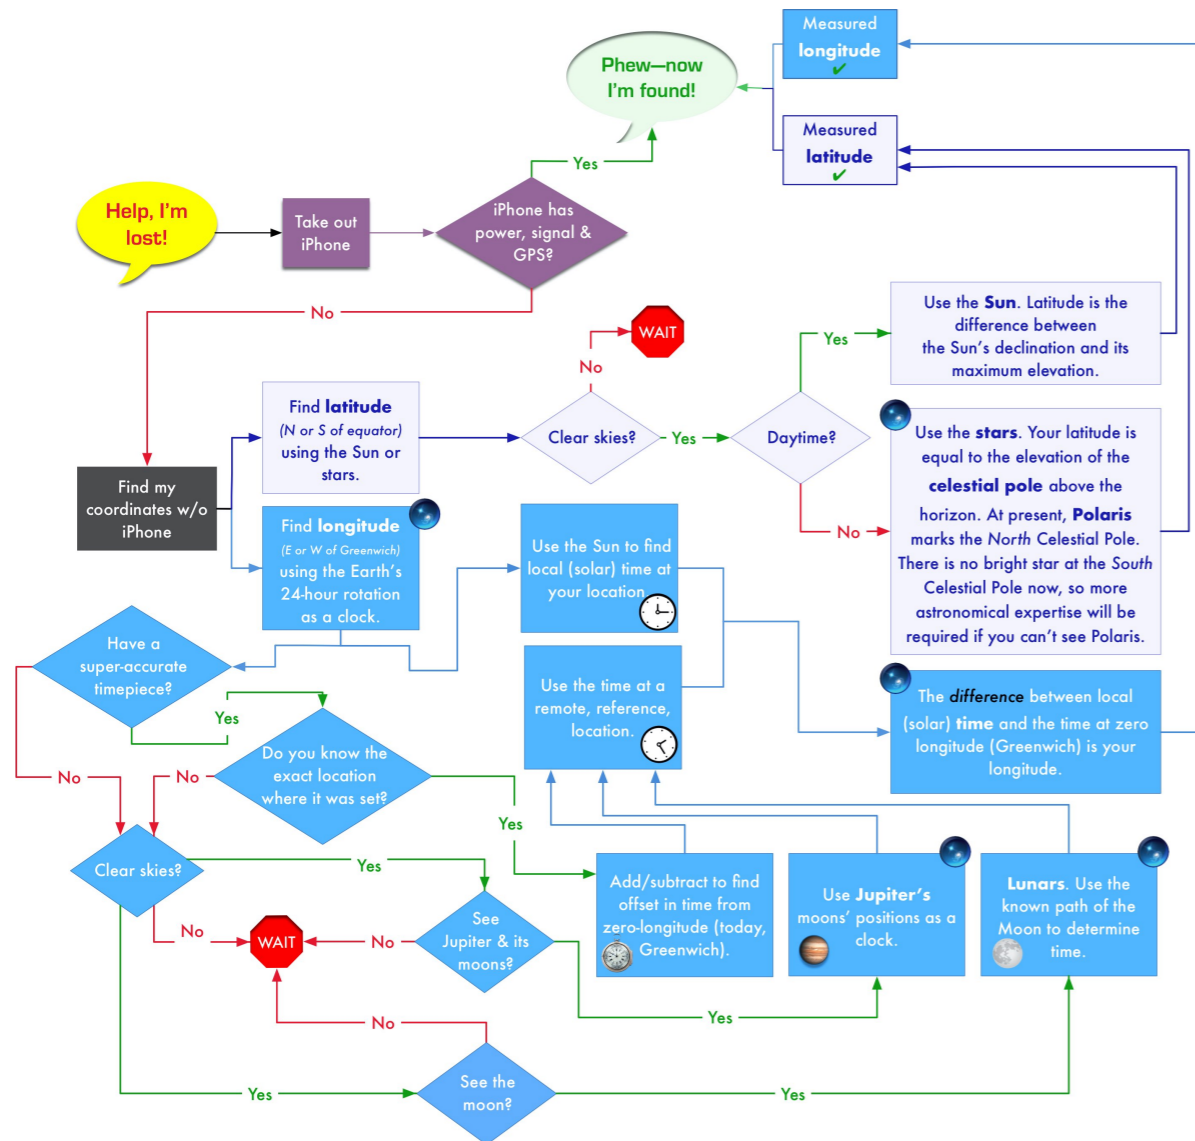 Measured
longitude
Phew—now
I'm found!
Measured
latitude
Yes
Help, I'm
lost!
Take out
iPhone
iPhone has
power, signal &
GPS?
No
WAIT
No
Yes
Use the Sun. Latitude is the
difference between
the Sun's declination and its
maximum elevation.
Find latitude
(N or S of equator)
using the Sun or
stars.
Clear skies?
Yes
Daytime?
No
Use the stars. Your latitude is
equal to the elevation of the
celestial pole above the
horizon. At present, Polaris
marks the North Celestial Pole.
There is no bright star at the South
Celestial Pole now, so more
astronomical expertise will be
required if you can't see Polaris.
Find my
coordinates w/o
iPhone
Find longitude
(E or W of Greenwich)
using the Earth's
24-hour rotation
as a clock.
Use the Sun to find
local (solar) time at
your location
Have a
super-accurate
timepiece?
Yes
No
Use the time at a
remote, reference,
location.
The difference between local
(solar) time and the time at zero
longitude (Greenwich) is your
longitude.
Do you know the
exact location
where it was set?
No
Yes
Clear skies?
Yes
No
WAIT
No
See
Jupiter & its
moons?
Yes
Add/subtract to find
offset in time from
zero-longitude (today,
Greenwich).
Use Jupiter's
moons' positions as a
clock.
Lunars. Use the
known path of the
Moon to determine
time.
No
Yes
See the
moon?
Yes